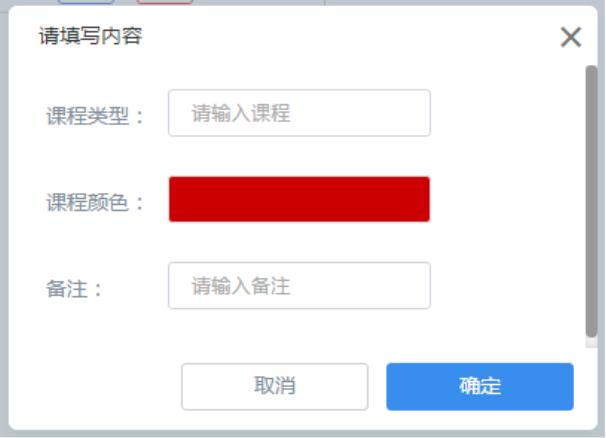 请填写内容
课程类型：
请输入课程
课程颜色：
备注：
请输入备注
取消
确定